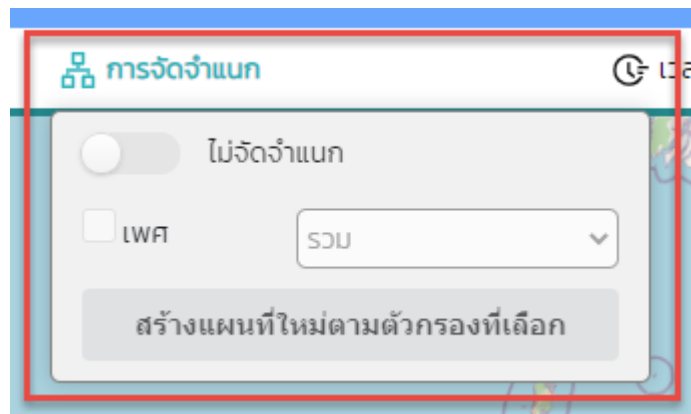 การจัดจำแนก
ไม่จัดจำแนก
เพศ รวม
สร้างแผนที่ใหม่ตามตัวกรองที่เลือก